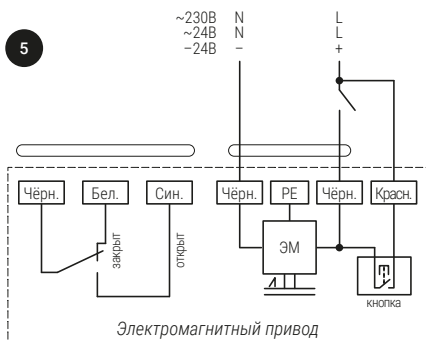 ~230В N L
~24В N L
−24В − +
5
Чёрн. Бел. Син. Чёрн. PE Чёрн. Красн.
закрыт
открыт
ЭМ
кнопка
Электромагнитный привод